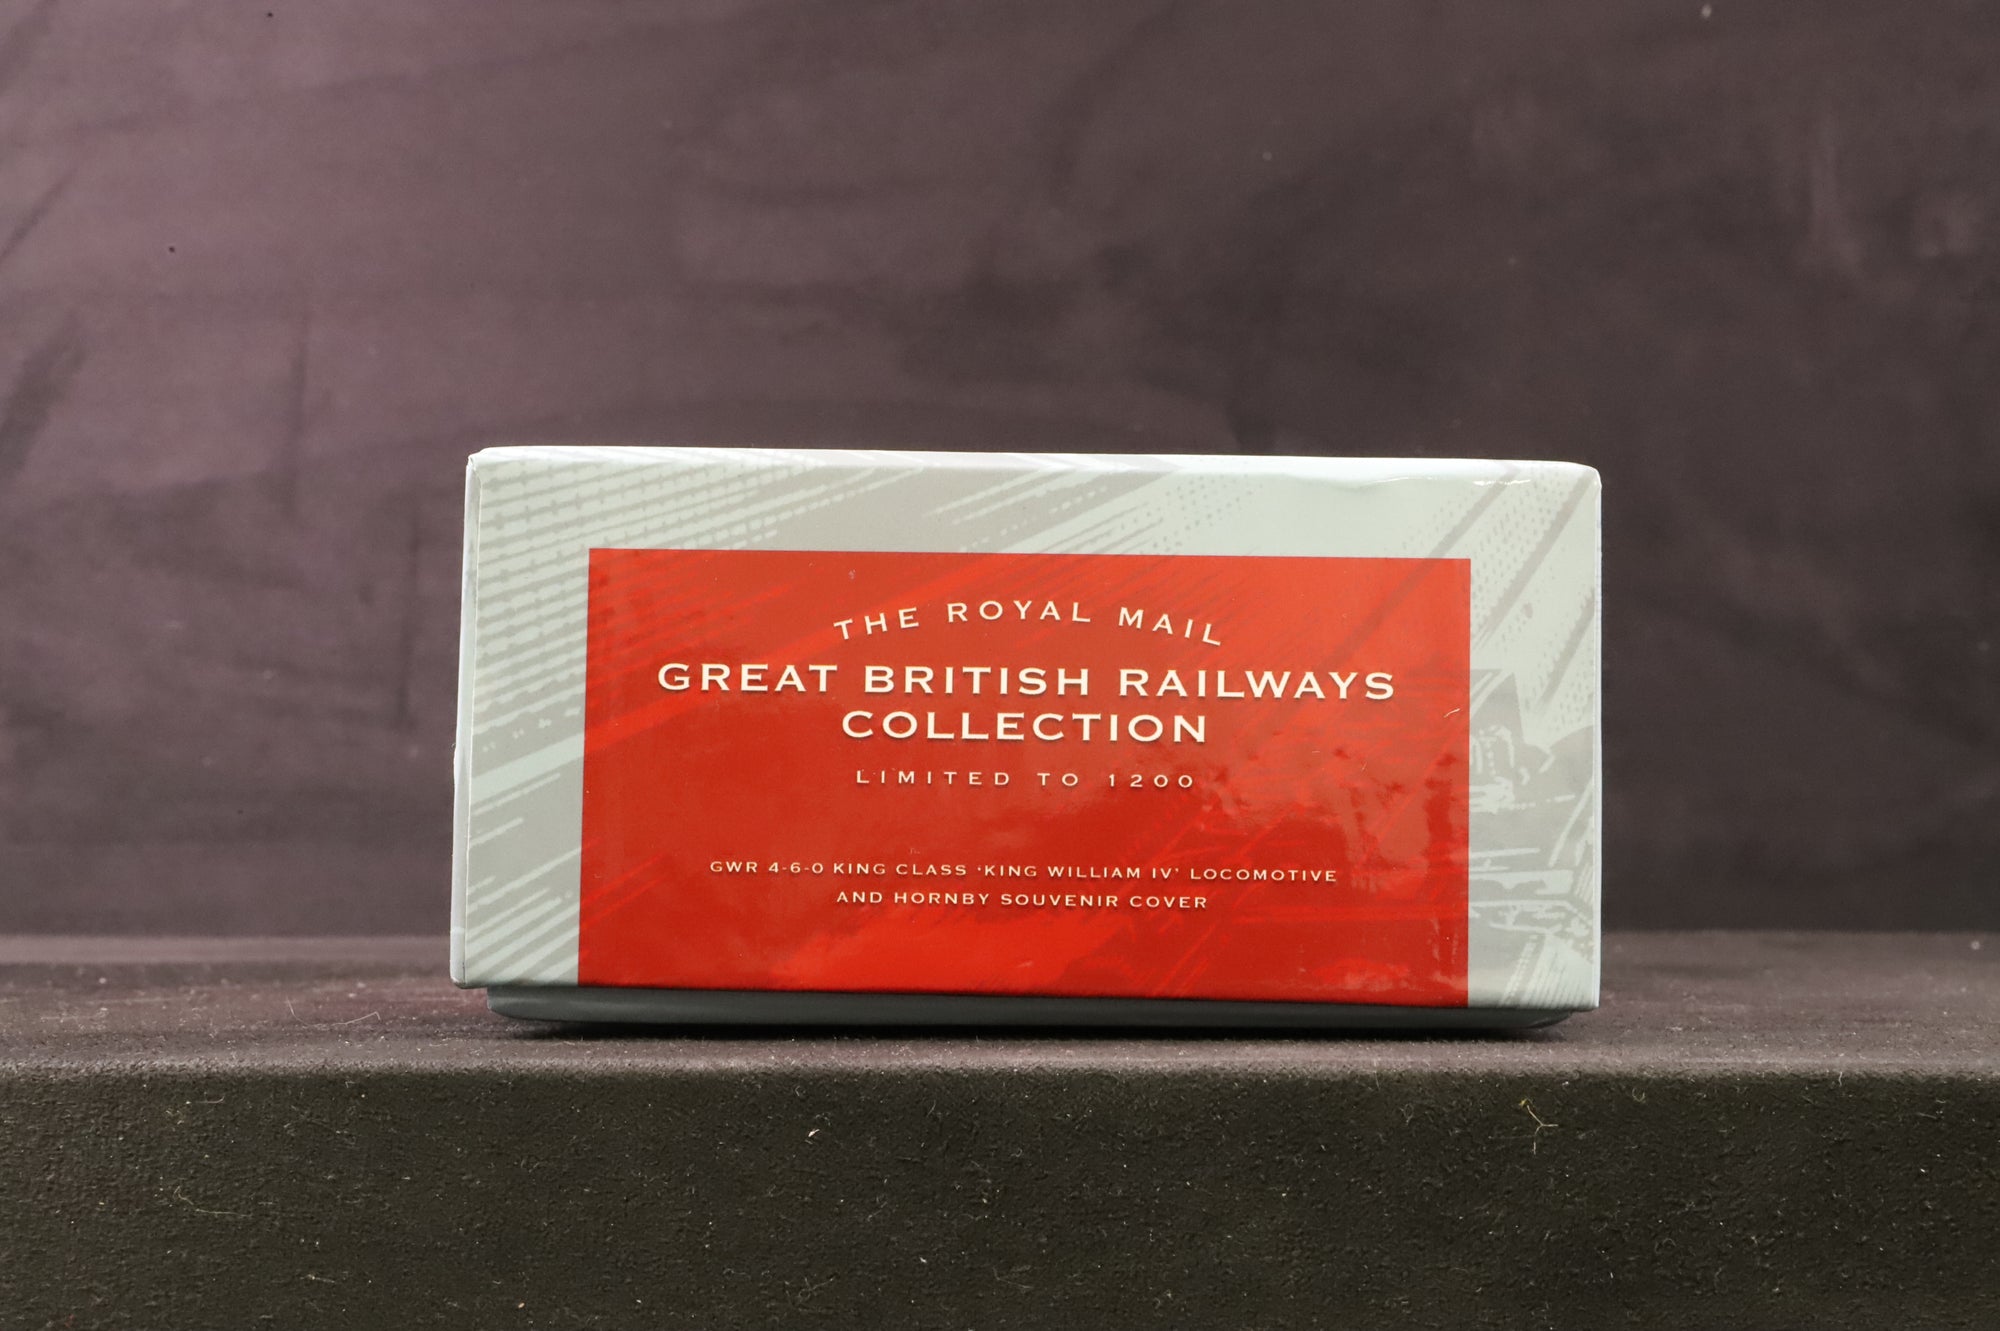 THE ROYAL MAIL
GREAT BRITISH RAILWAYS
COLLECTION
LIMITED TO 1200
GWR 4-6-0 KING CLASS ‘KING WILLIAM IV’ LOCOMOTIVE
AND HORNBY SOUVENIR COVER